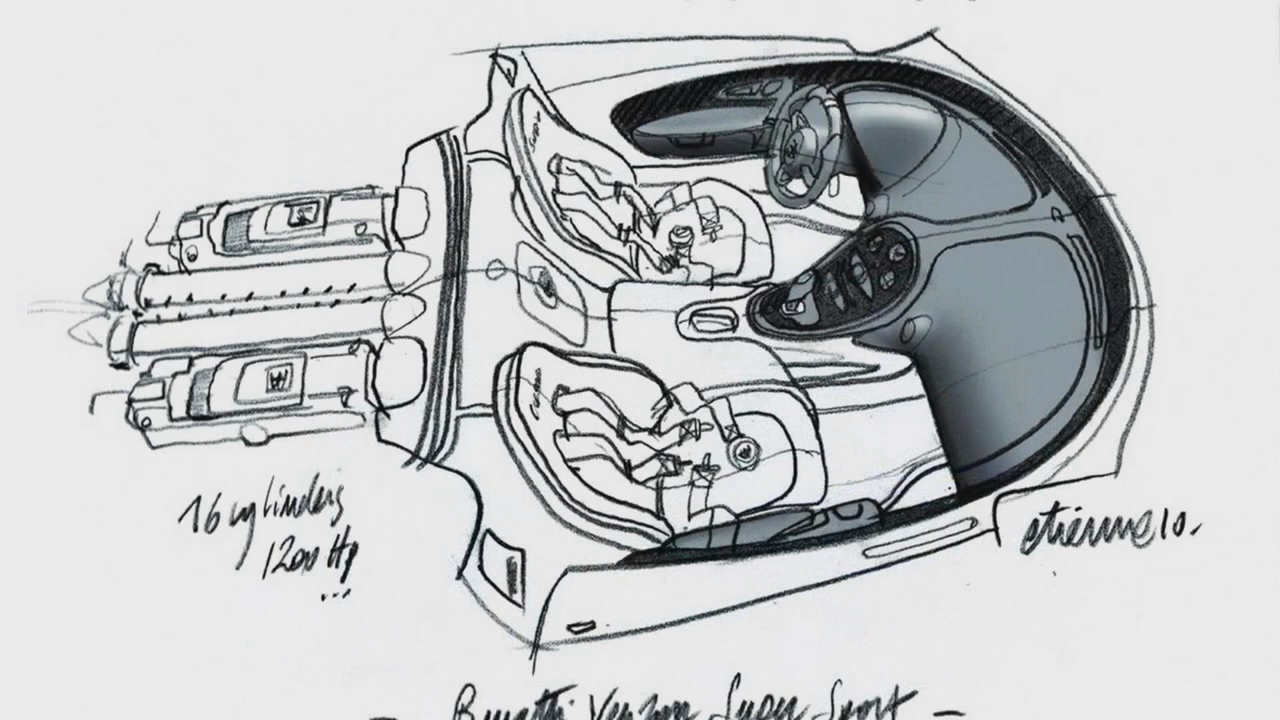 16 cylinders
1200 Hp
...
etienne 10.
- Bugatti Veyron Super Sport -